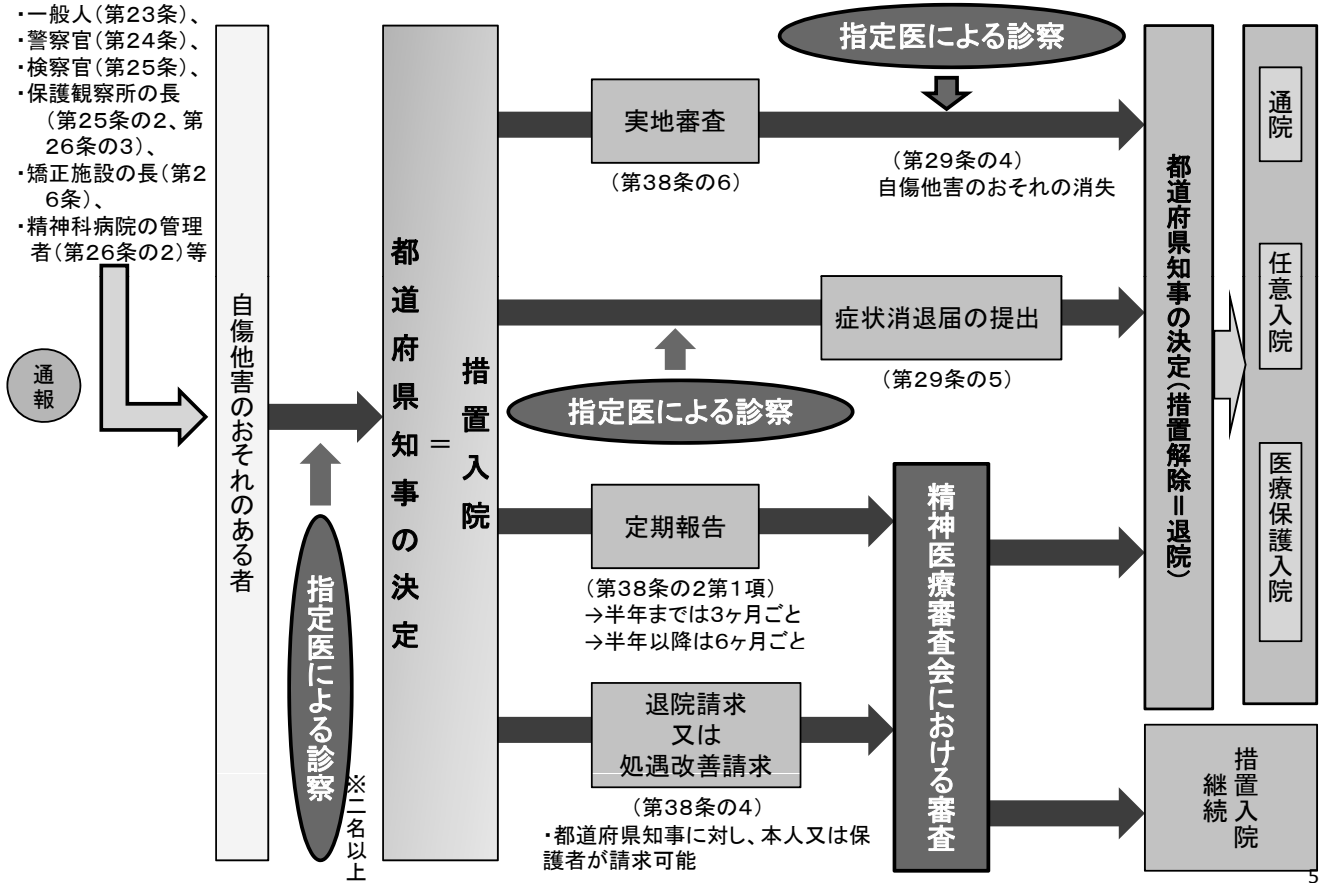 ・一般人(第23条)、
・警察官(第24条)、
・検察官(第25条)、
・保護観察所の長
(第25条の2、第
26条の3)、
・矯正施設の長(第2
6条)、
・精神科病院の管理
者(第26条の2)等
通報
自傷他害のおそれのある者
指定医による診察
※二名以上
都道府県知事の決定
=
措置入院
実地審査
(第38条の6)
指定医による診察
(第29条の4)
自傷他害のおそれの消失
指定医による診察
症状消退届の提出
(第29条の5)
定期報告
(第38条の2第1項)
→半年までは3ヶ月ごと
→半年以降は6ヶ月ごと
退院請求
又は
処遇改善請求
(第38条の4)
・都道府県知事に対し、本人又は保
護者が請求可能
精神医療審査会における審査
都道府県知事の決定(措置解除=退院)
通院
任意入院
医療保護入院
措置入院
継続
5